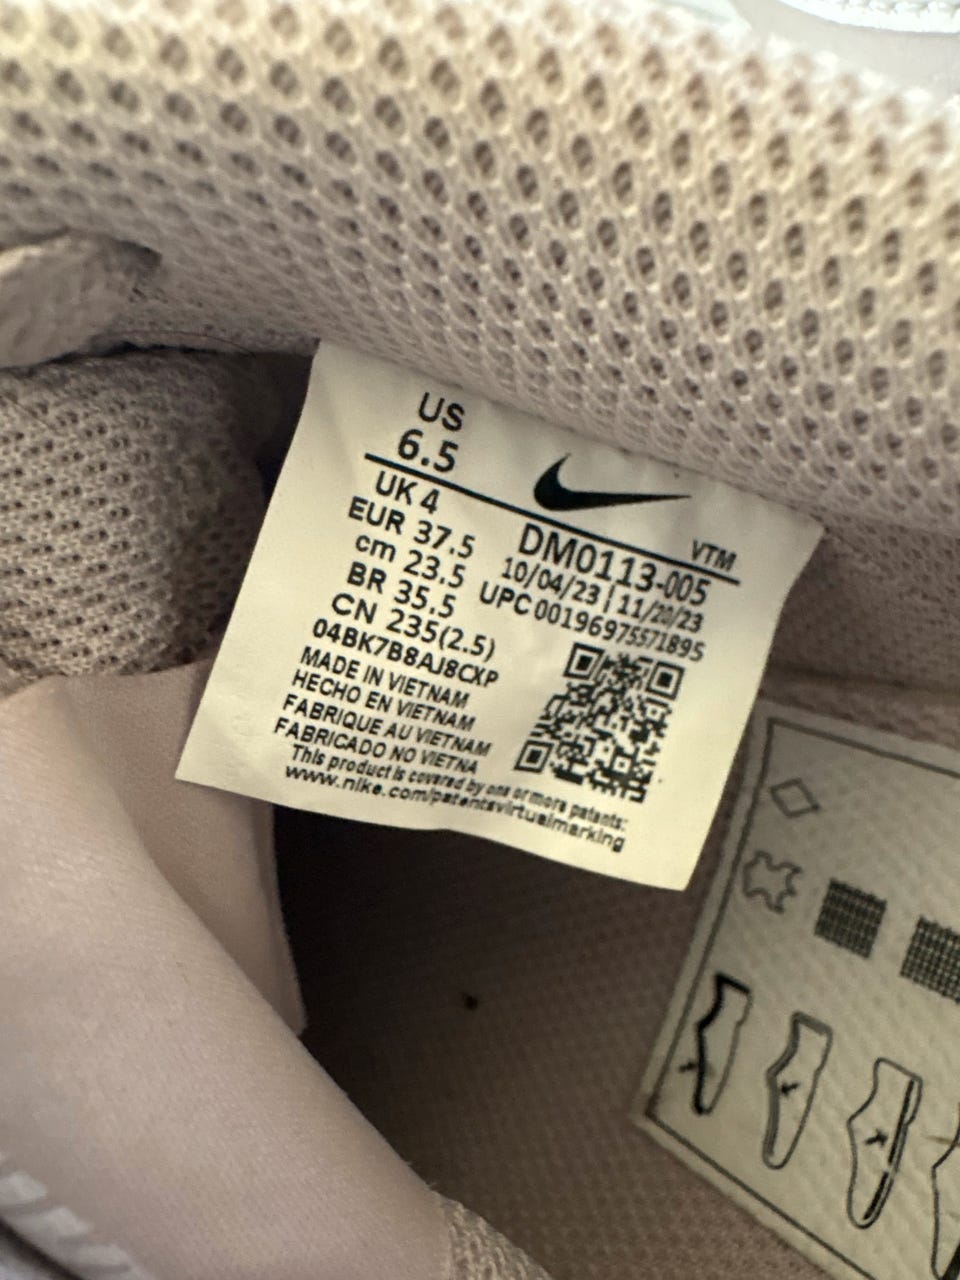 US
6.5
UK 4
EUR 37.5
cm 23.5
BR 35.5
CN 235(2.5)
04BK7B8AJ8CXP
MADE IN VIETNAM
HECHO EN VIETNAM
FABRIQUE AU VIETNAM
FABRICADO NO VIETNA
This product is covered by one or more patents:
www.nike.com/patentsvirtualmarking
VTM
DM0113-005
10/04/23 | 11/20/23
UPC 00196975571895